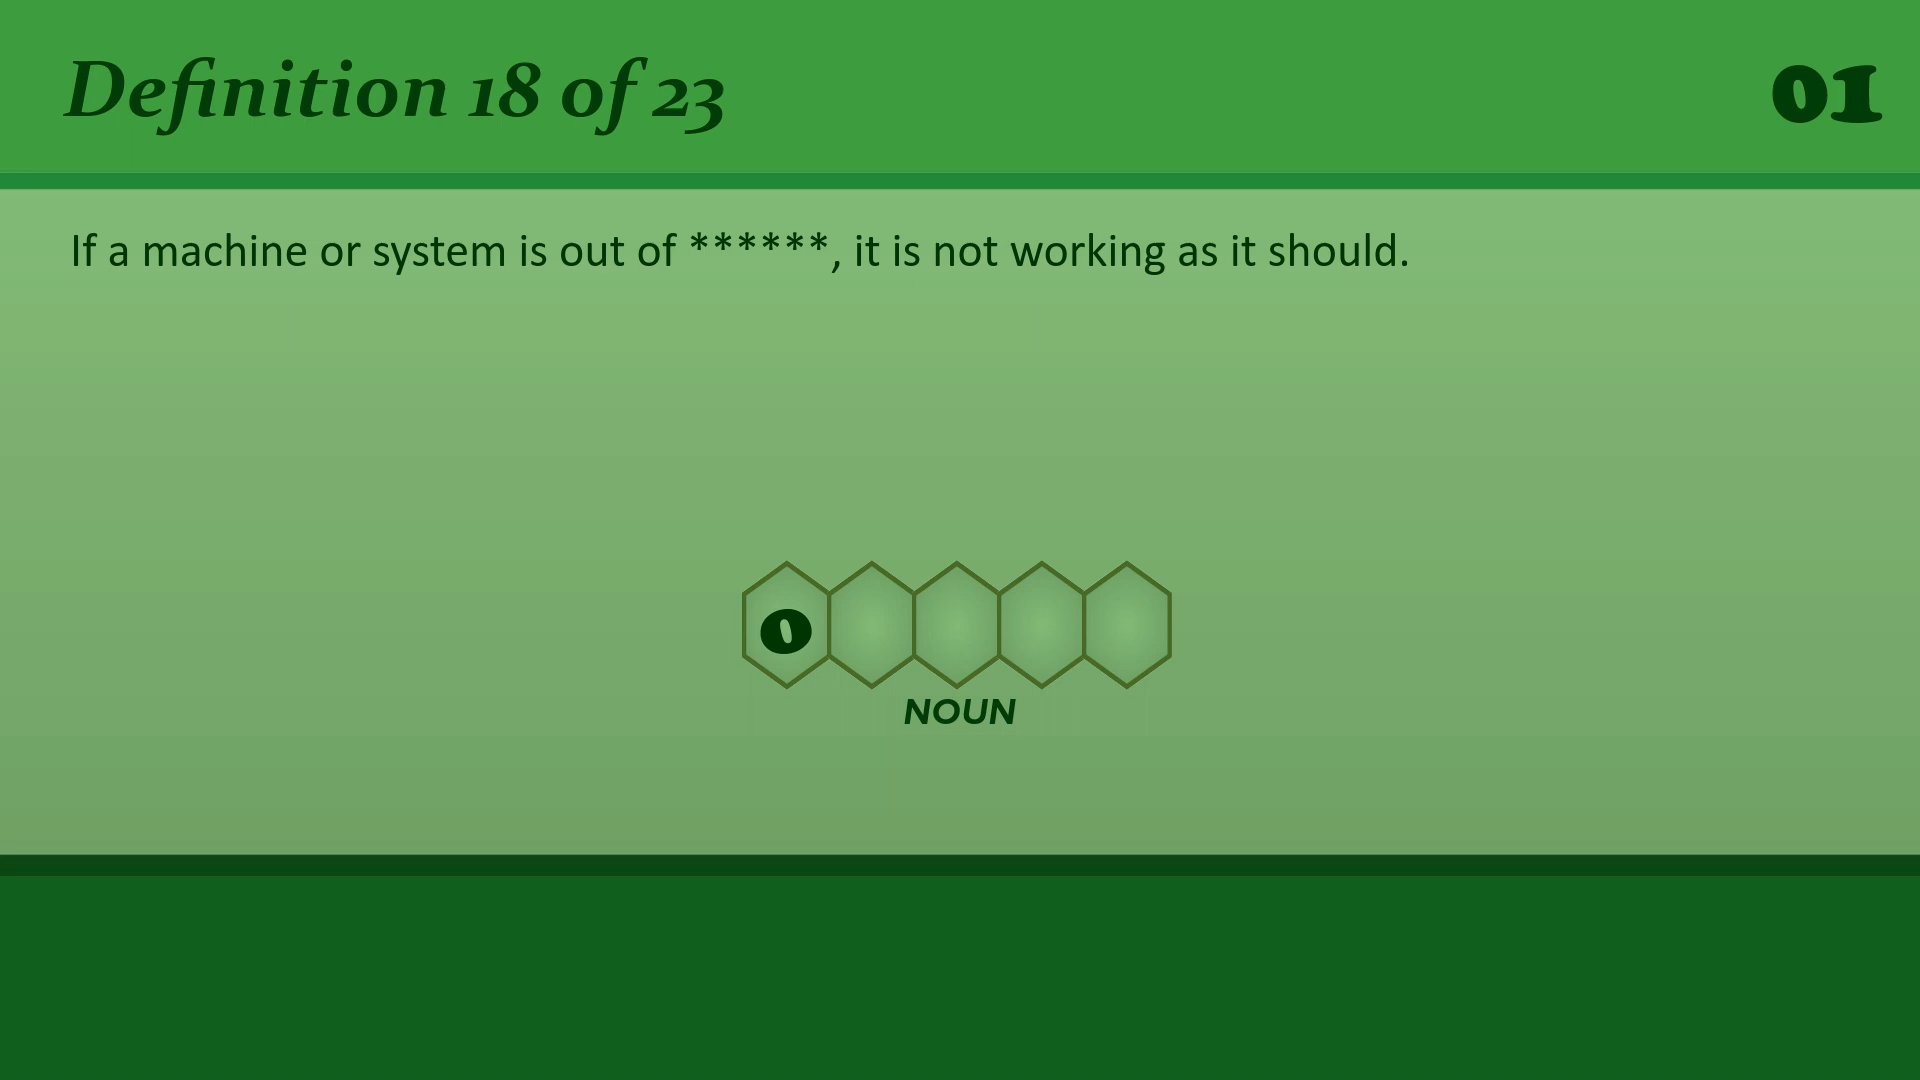 Definition 18 of 23
01
If a machine or system is out of ******, it is not working as it should.
O
NOUN